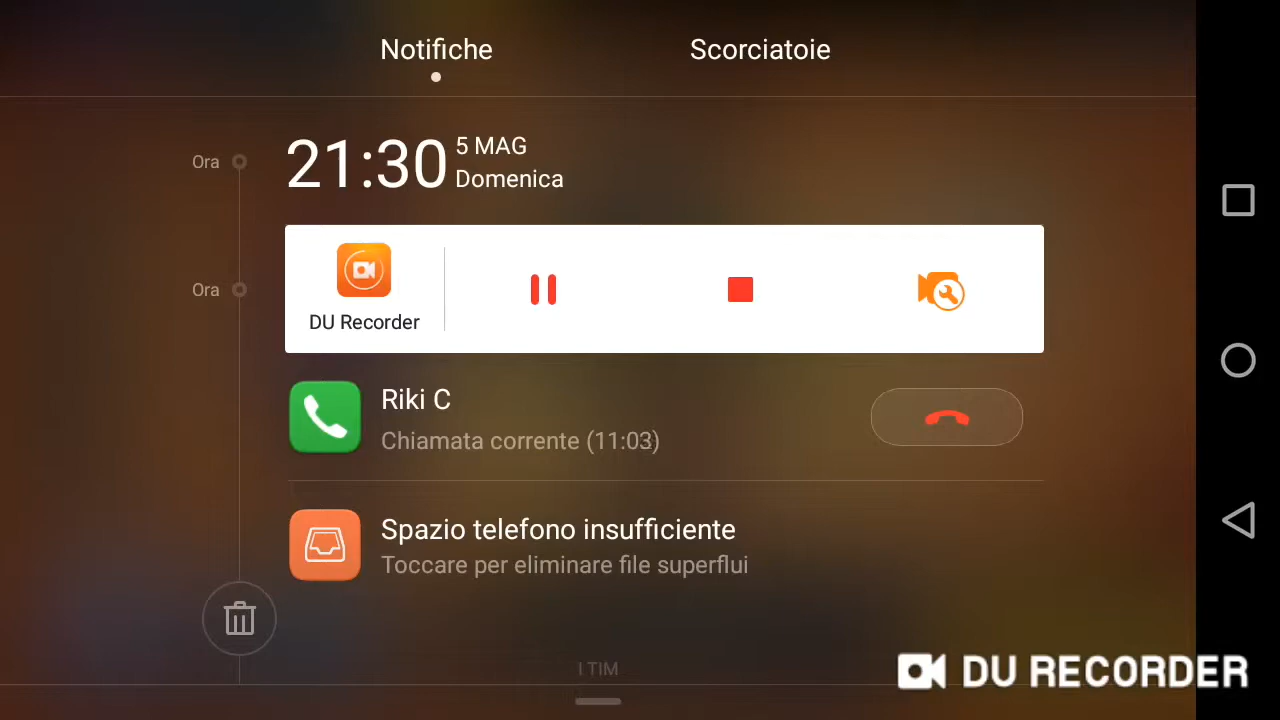 Notifiche
Scorciatoie
Ora
21:30
5 MAG
Domenica
Ora
DU Recorder
Riki C
Chiamata corrente (11:03)
Spazio telefono insufficiente
Toccare per eliminare file superflui
I TIM
DU RECORDER